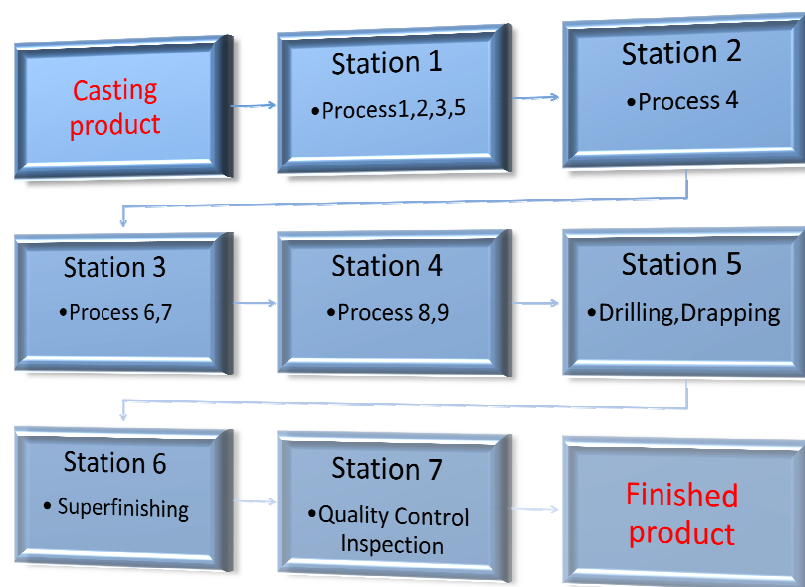 Casting
product
Station 1
•Process1,2,3,5
Station 2
•Process 4
Station 3
•Process 6,7
Station 4
•Process 8,9
Station 5
•Drilling,Drapping
Station 6
• Superfinishing
Station 7
•Quality Control
Inspection
Finished
product